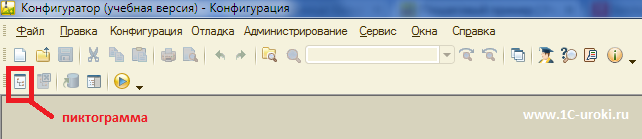 Конфигуратор (учебная версия) - Конфигурация
Файл Правка Конфигурация Отладка Администрирование Сервис Окна Справка
пиктограмма
www.1C-uroki.ru